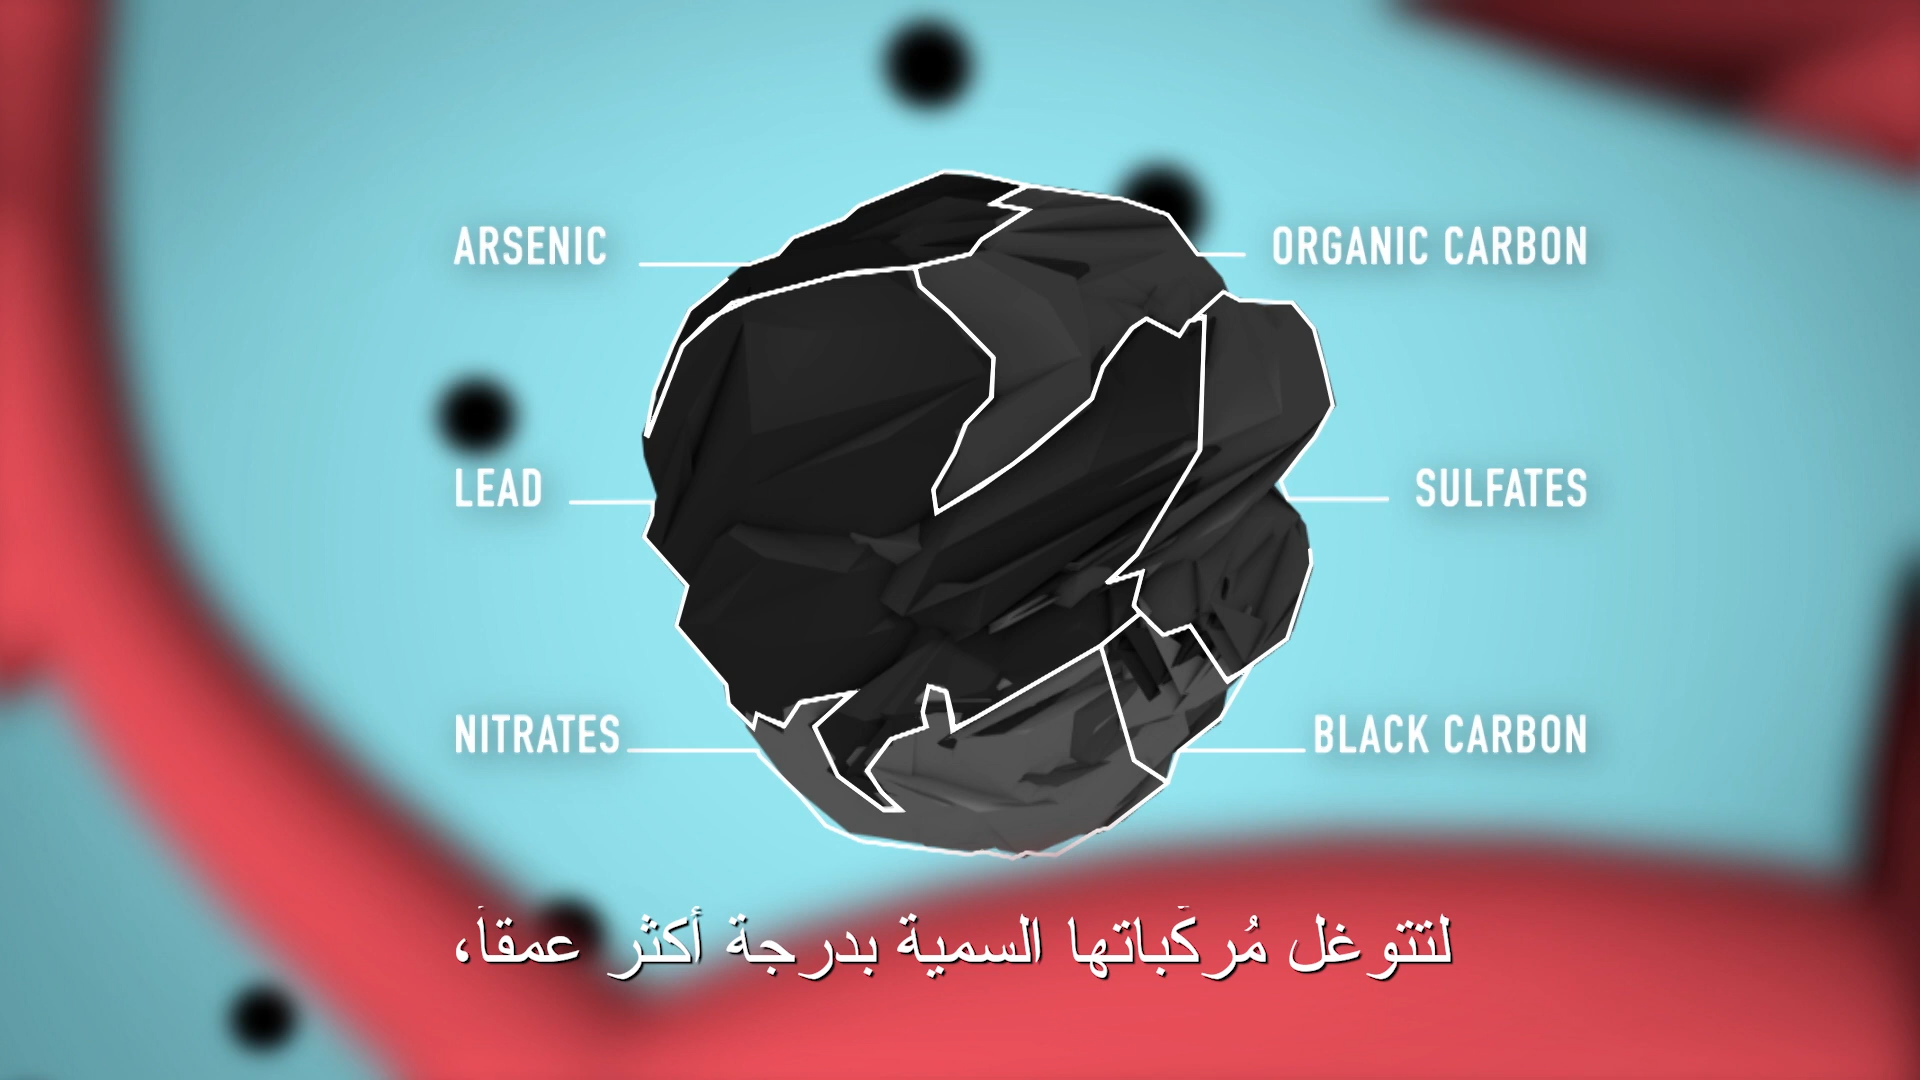 ARSENIC
ORGANIC CARBON
LEAD
SULFATES
NITRATES
BLACK CARBON
لتتوغل مُركَباتها السمية بدرجة أكثر عمقاً،